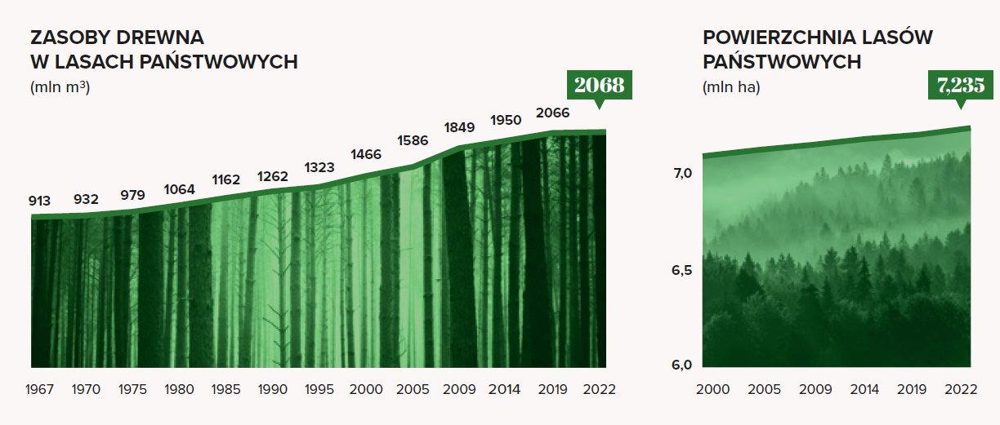 ZASOBY DREWNA
W LASACH PAŃSTWOWYCH
(mln m³)
913 932 979 1064 1162 1262 1323 1466 1586 1849 1950 2066 2068
1967 1970 1975 1980 1985 1990 1995 2000 2005 2009 2014 2019 2022
POWIERZCHNIA LASÓW
PAŃSTWOWYCH
(mln ha)
7,235
7,0
6,5
6,0
2000 2005 2009 2014 2019 2022